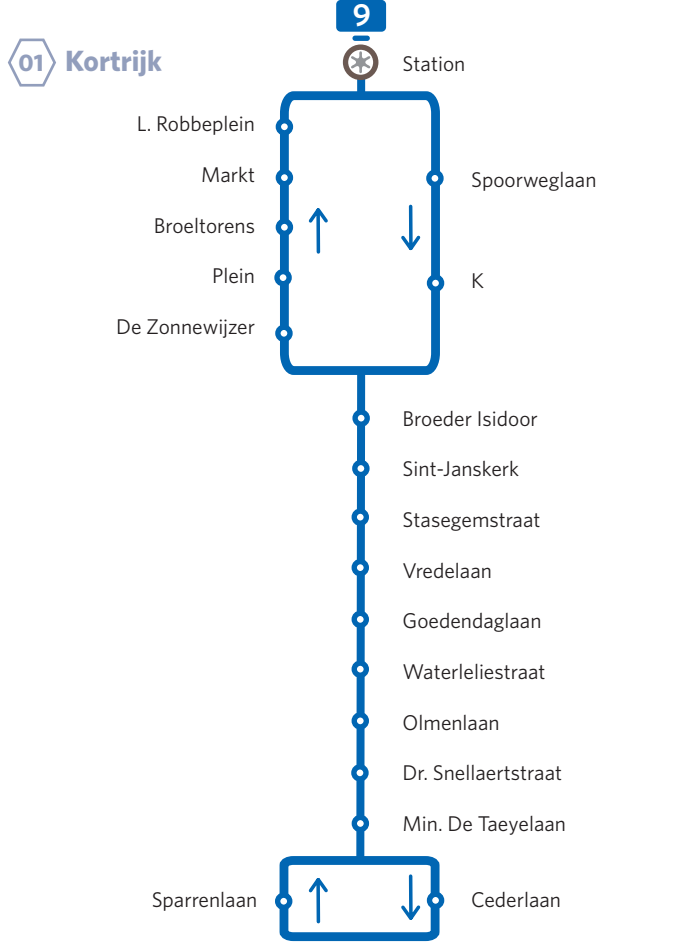 9
01 Kortrijk
Station
L. Robbeplein
Markt
Spoorweglaan
Broeltorens
Plein
K
De Zonnewijzer
Broeder Isidoor
Sint-Janskerk
Stasegemstraat
Vredelaan
Goedendaglaan
Waterleliestraat
Olmenlaan
Dr. Snellaertstraat
Min. De Taeyelaan
Sparrenlaan
Cederlaan